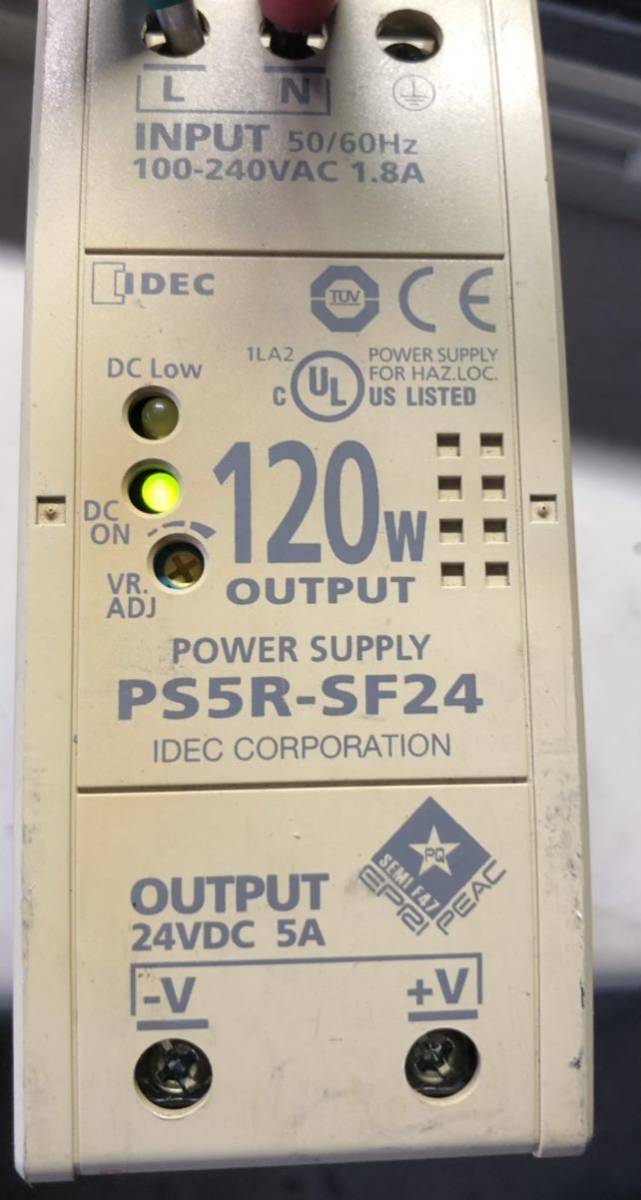 L N
INPUT 50/60Hz
100-240VAC 1.8A
IDEC TUV CE
DC Low
1LA2
C UL US LISTED
POWER SUPPLY
FOR HAZ.LOC.
DC
ON
120W
OUTPUT
VR.
ADJ
POWER SUPPLY
PS5R-SF24
IDEC CORPORATION
OUTPUT
24VDC 5A
PQ
SEMI F47
EPRI PEAC
-V +V